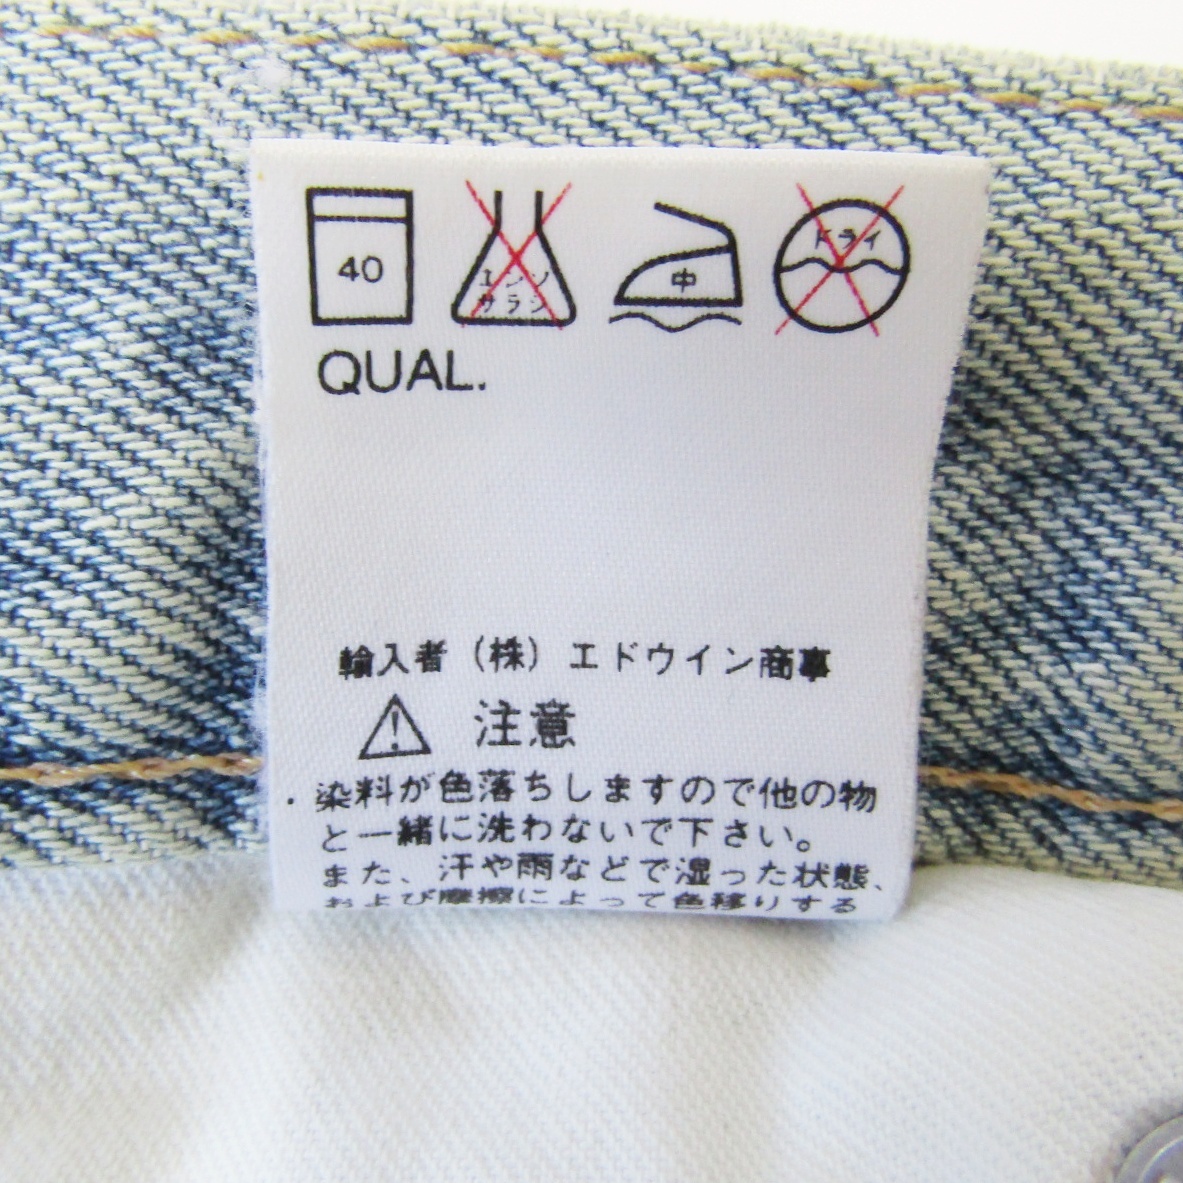 40
エンソ
サラシ
中
ドライ
QUAL.
輸入者（株）エドウイン商事
注意
・染料が色落ちしますので他の物
と一緒に洗わないで下さい。
また、汗や雨などで湿った状態、
および摩擦によって色移りする